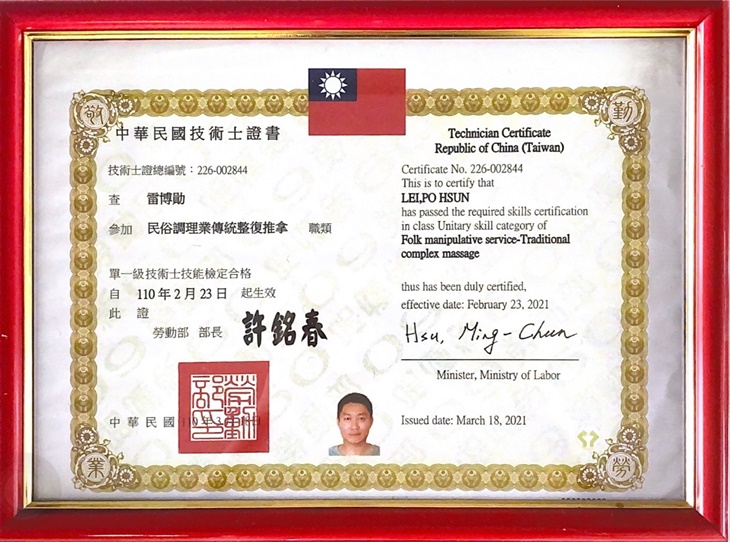 敬
勤
中華民國技術士證書
技術士證總編號：226-002844
查 雷博勛
參加 民俗調理業傳統整復推拿 職類
單一級技術士技能檢定合格
自 110年2月23日 起生效
此 證
勞動部 部長 許銘春
中華民國
Technician Certificate
Republic of China (Taiwan)
Certificate No. 226-002844
This is to certify that
LEI,PO HSUN
has passed the required skills certification
in class Unitary skill category of
Folk manipulative service-Traditional
complex massage
thus has been duly certified,
effective date: February 23, 2021
Hsu, Ming-Chun
Minister, Ministry of Labor
Issued date: March 18, 2021
業
勞